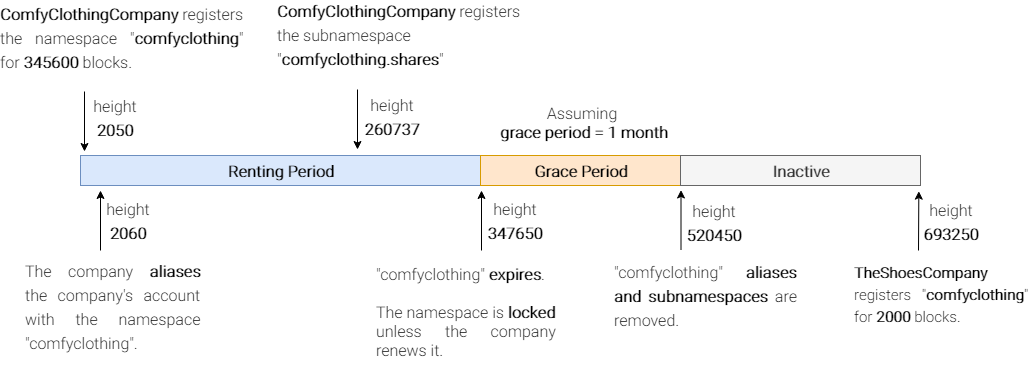 ComfyClothingCompany registers
the namespace "comfyclothing"
for 345600 blocks.
ComfyClothingCompany registers
the subnamespace
"comfyclothing.shares"
height
2050
height
260737
Assuming
grace period = 1 month
Renting Period
Grace Period
Inactive
height
2060
height
347650
height
520450
height
693250
The company aliases
the company's account
with the namespace
"comfyclothing".
"comfyclothing" expires.
The namespace is locked
unless the company
renews it.
"comfyclothing" aliases
and subnamespaces are
removed.
TheShoesCompany
registers "comfyclothing"
for 2000 blocks.